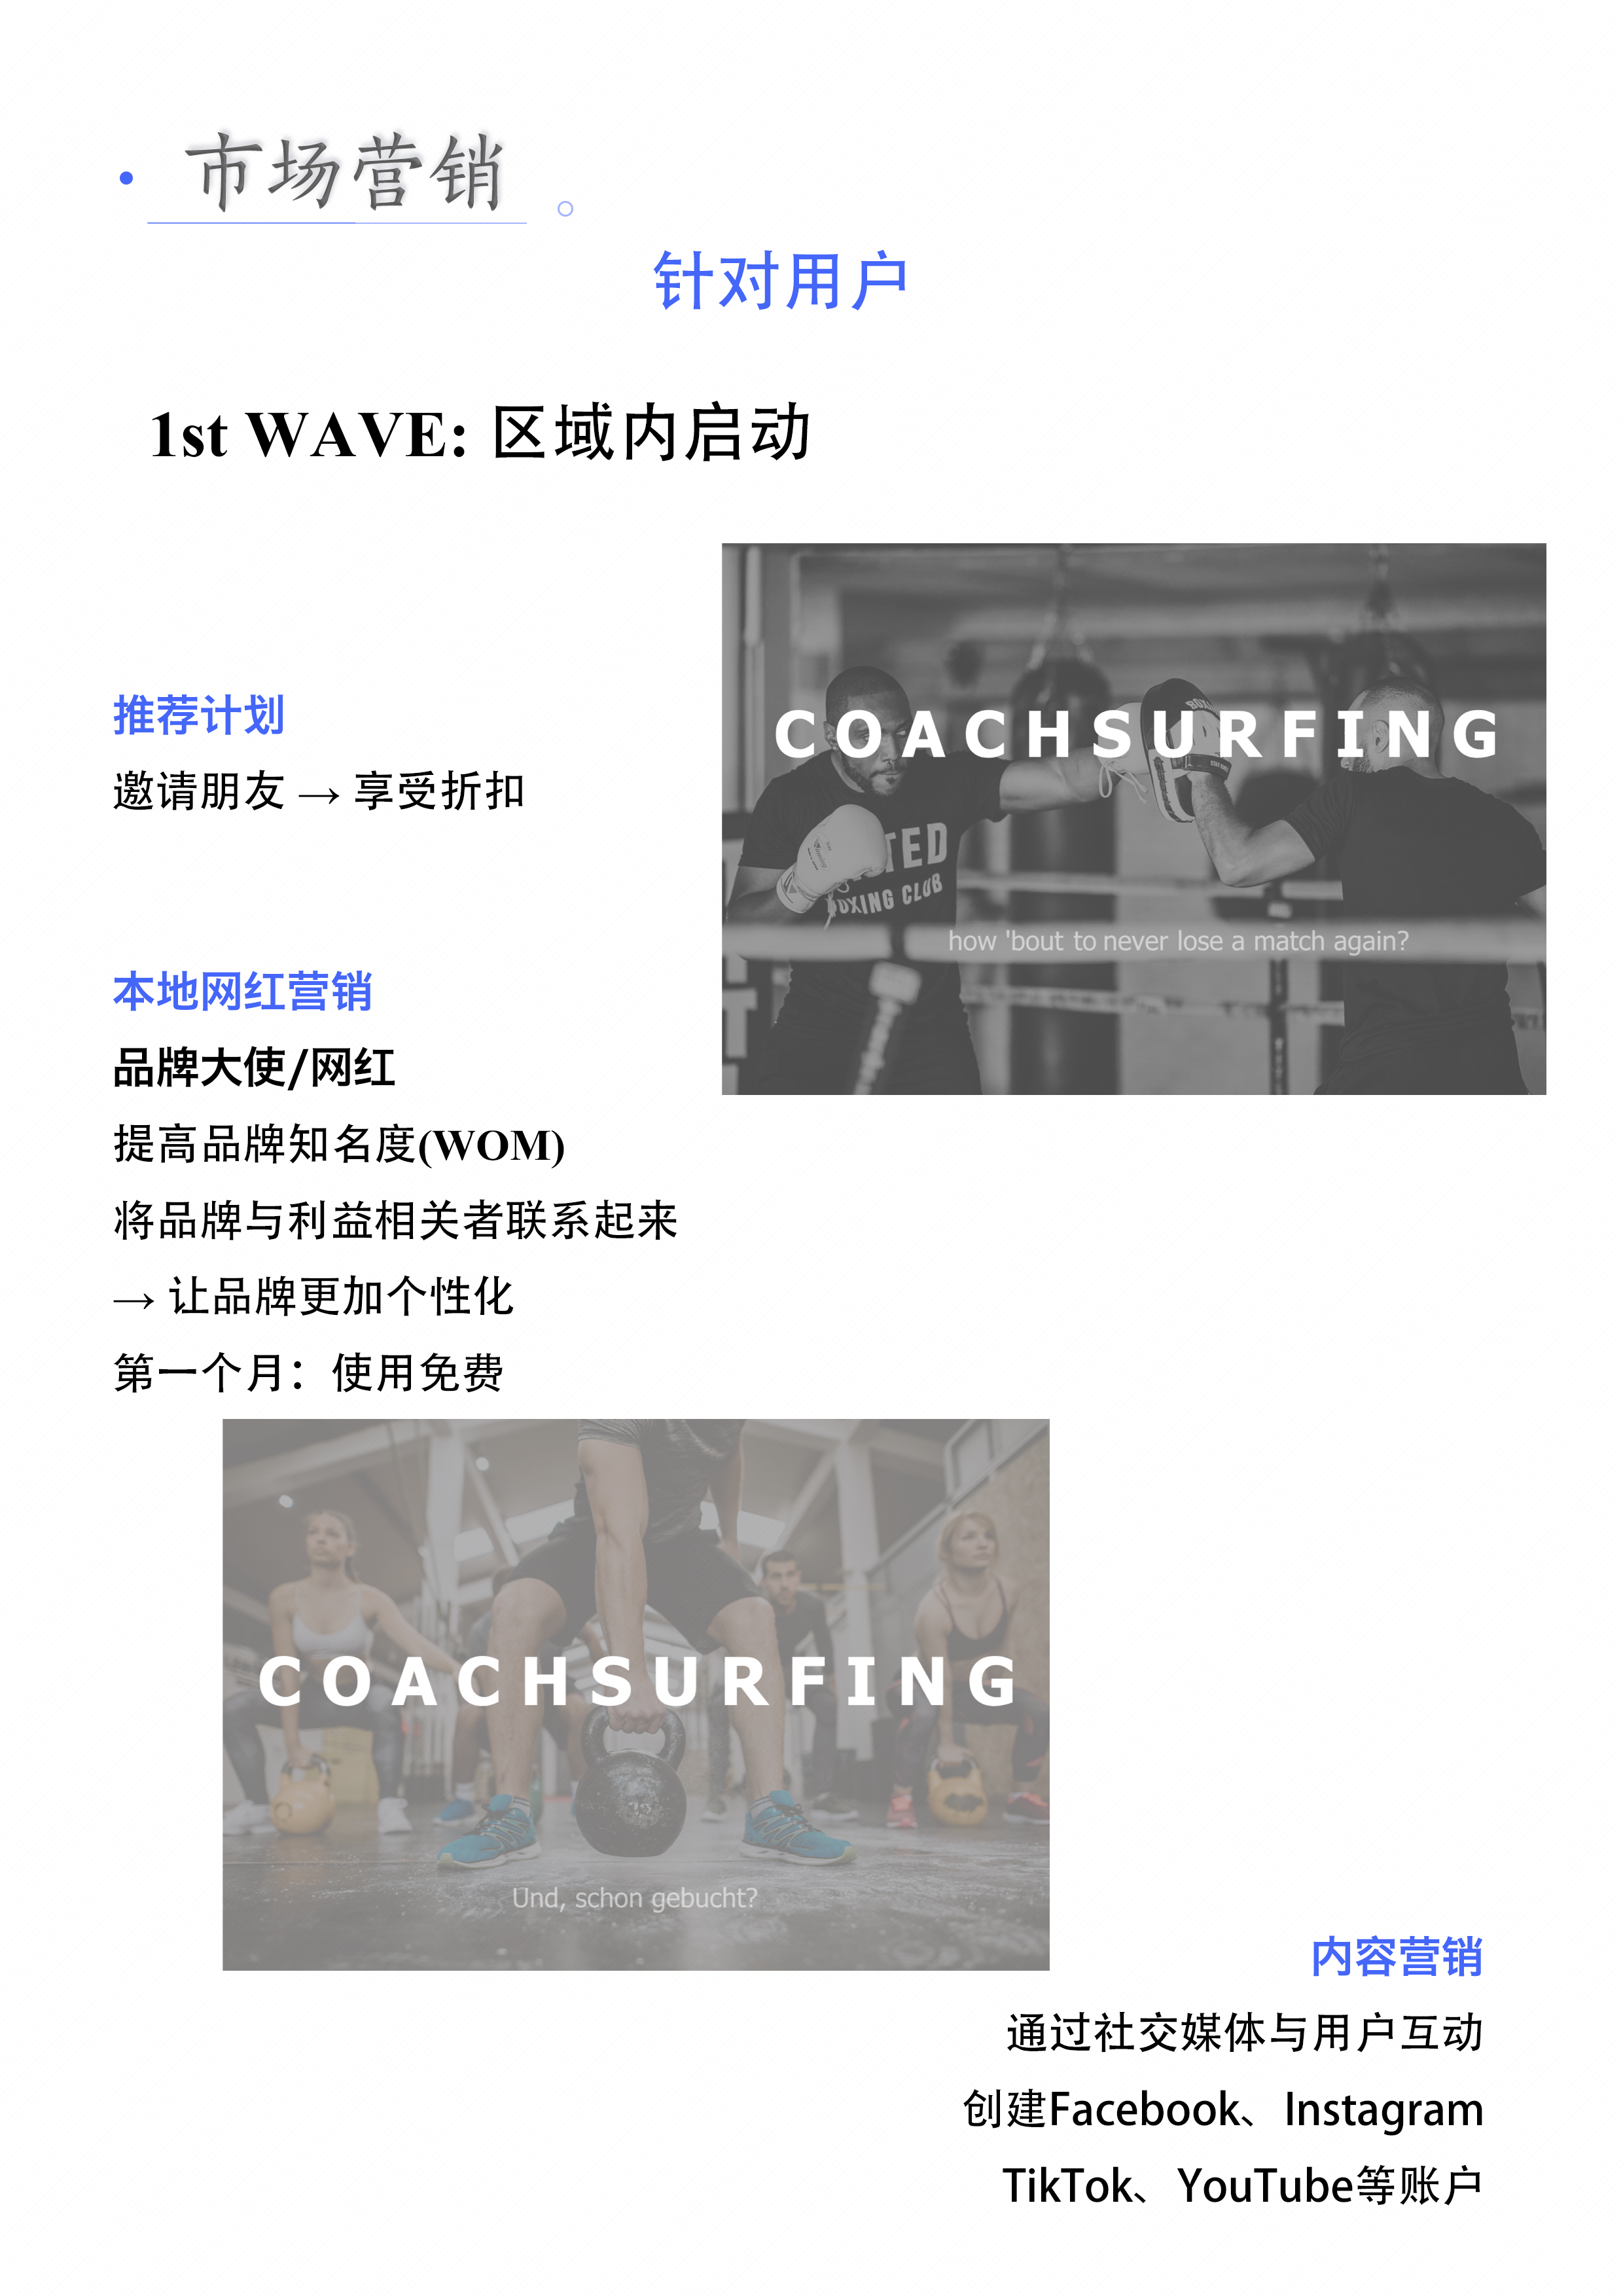 市场营销
针对用户
1st WAVE: 区域内启动
推荐计划
邀请朋友 → 享受折扣
COACHSURFING
BOXING
TED
OXING CLUB
how 'bout to never lose a match again?
本地网红营销
品牌大使/网红
提高品牌知名度(WOM)
将品牌与利益相关者联系起来
→ 让品牌更加个性化
第一个月：使用免费
COACHSURFING
Und, schon gebucht?
内容营销
通过社交媒体与用户互动
创建Facebook、Instagram
TikTok、YouTube等账户